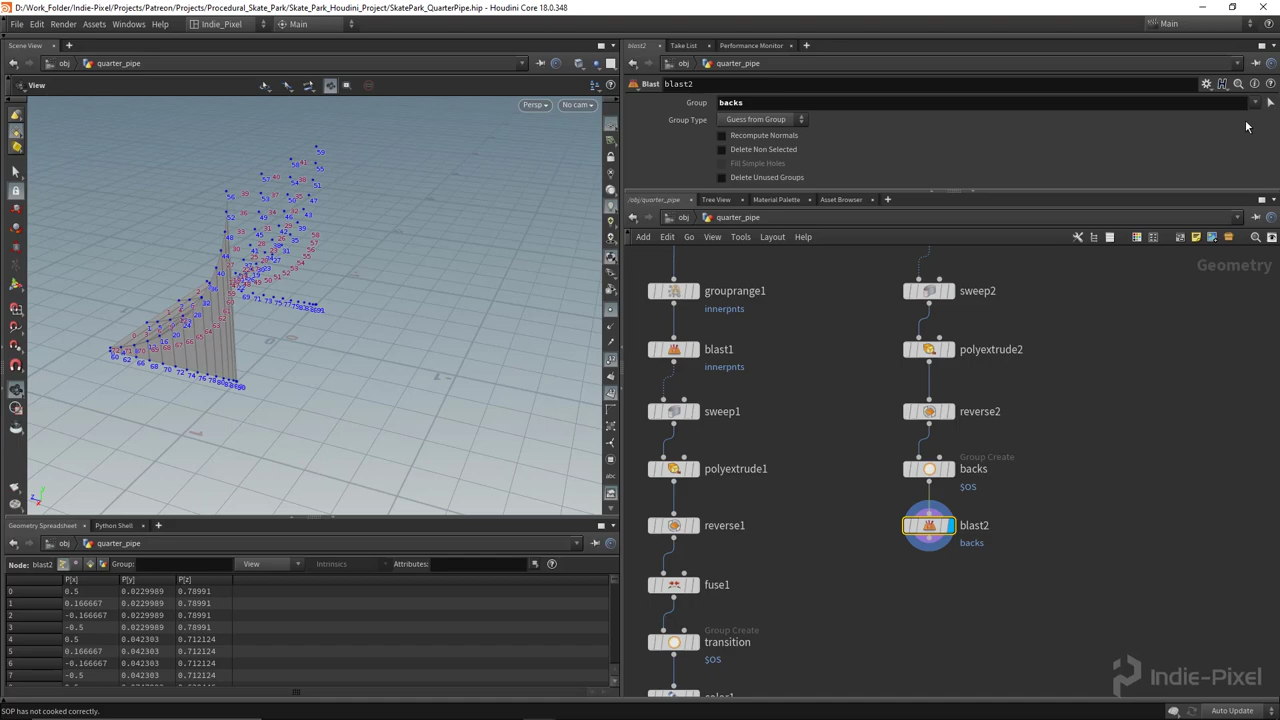 D:/Work_Folder/Indie-Pixel/Projects/Patreon/Projects/Procedural_Skate_Park/Skate_Park_Houdini_Project/SkatePark_QuarterPipe.hip - Houdini Core 18.0.348
File Edit Render Assets Windows Help Indie_Pixel Main Main
Scene View
obj quarter_pipe
View
Persp No cam
blast2 Take List Performance Monitor
obj quarter_pipe
Blast blast2
Group backs
Group Type Guess from Group
Recompute Normals
Delete Non Selected
Fill Simple Holes
Delete Unused Groups
/obj/quarter_pipe Tree View Material Palette Asset Browser
obj quarter_pipe
Add Edit Go View Tools Layout Help
Geometry
grouprange1
innerpnts
blast1
innerpnts
sweep1
polyextrude1
reverse1
fuse1
Group Create
transition
$OS
sweep2
polyextrude2
reverse2
Group Create
backs
$OS
blast2
backs
Indie-Pixel
Geometry Spreadsheet Python Shell
obj quarter_pipe
Node: blast2 Group: View Intrinsics Attributes:
P[x] P[y] P[z]
0 0.5 0.0229989 0.78991
1 0.166667 0.0229989 0.78991
2 -0.166667 0.0229989 0.78991
3 -0.5 0.0229989 0.78991
4 0.5 0.042303 0.712124
5 0.166667 0.042303 0.712124
6 -0.166667 0.042303 0.712124
7 -0.5 0.042303 0.712124
SOP has not cooked correctly.
Auto Update